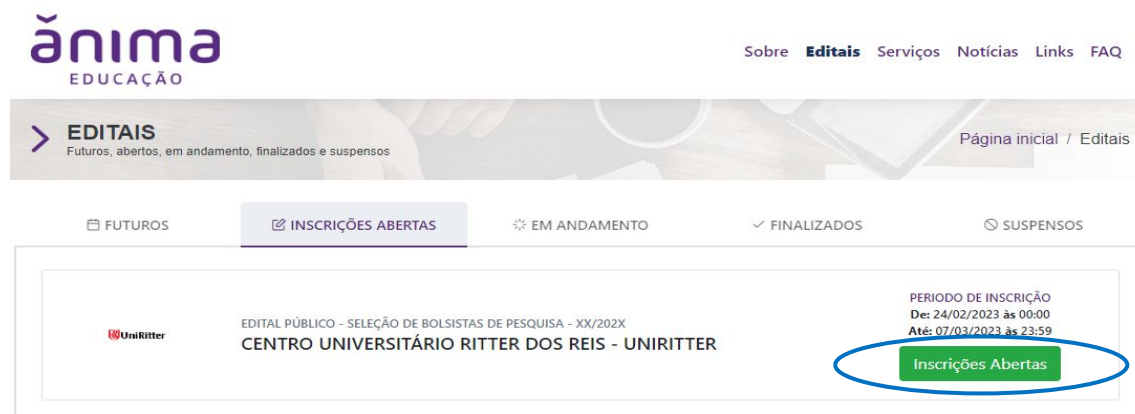 ănıma
EDUCAÇÃO
Sobre Editais Serviços Notícias Links FAQ
EDITAIS
Futuros, abertos, em andamento, finalizados e suspensos
Página inicial / Editais
FUTUROS
INSCRIÇÕES ABERTAS
EM ANDAMENTO
FINALIZADOS
SUSPENSOS
UniRitter
EDITAL PÚBLICO - SELEÇÃO DE BOLSISTAS DE PESQUISA - XX/202X
CENTRO UNIVERSITÁRIO RITTER DOS REIS - UNIRITTER
PERIODO DE INSCRIÇÃO
De: 24/02/2023 às 00:00
Até: 07/03/2023 às 23:59
Inscrições Abertas